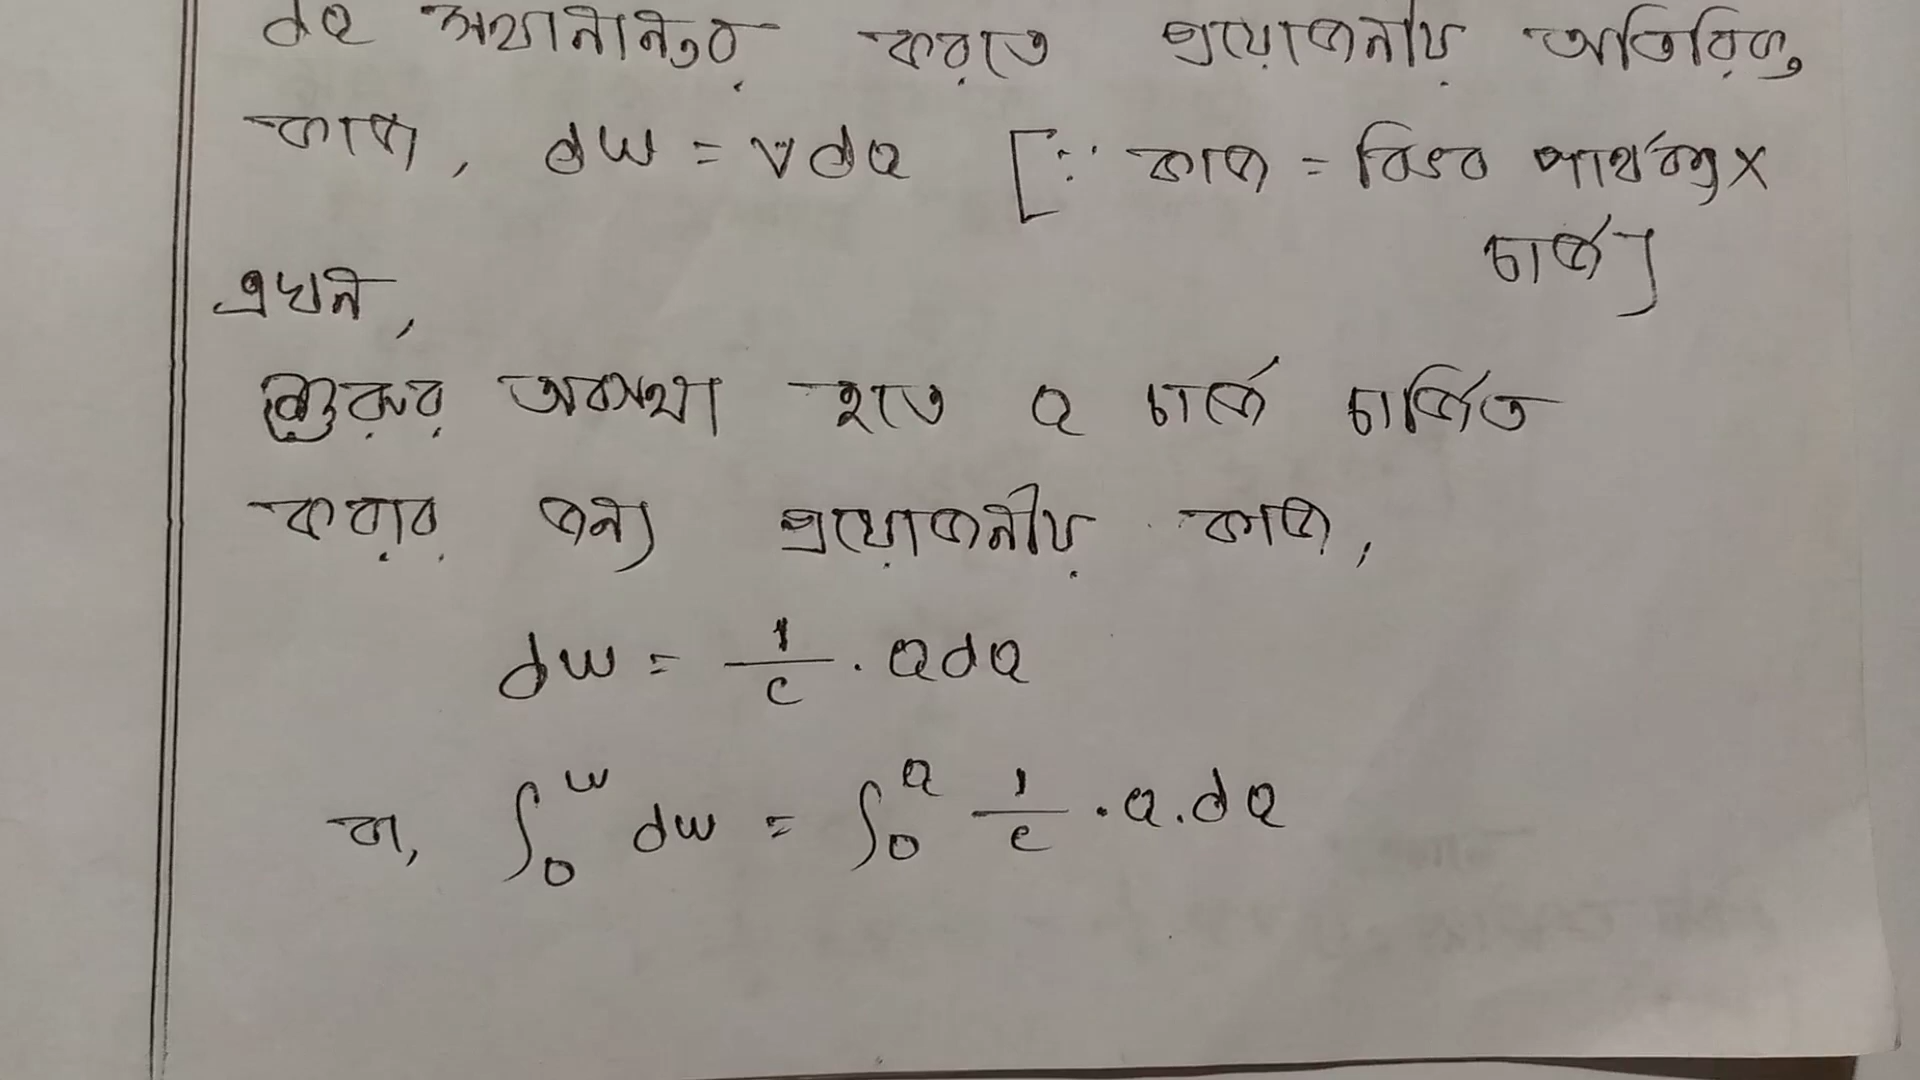 dQ স্থানান্তর করতে প্রয়োজনীয় অতিরিক্ত
কাজ, dW = VdQ [∵ কাজ = বিভব পার্থক্য ×
চার্জ]
এখন,
শুরুর অবস্থা হতে Q চার্জে চার্জিত
করার জন্য প্রয়োজনীয় কাজ,
dW = 1/C . QdQ
বা, ∫₀ᵂ dW = ∫₀Q 1/C . Q . dQ